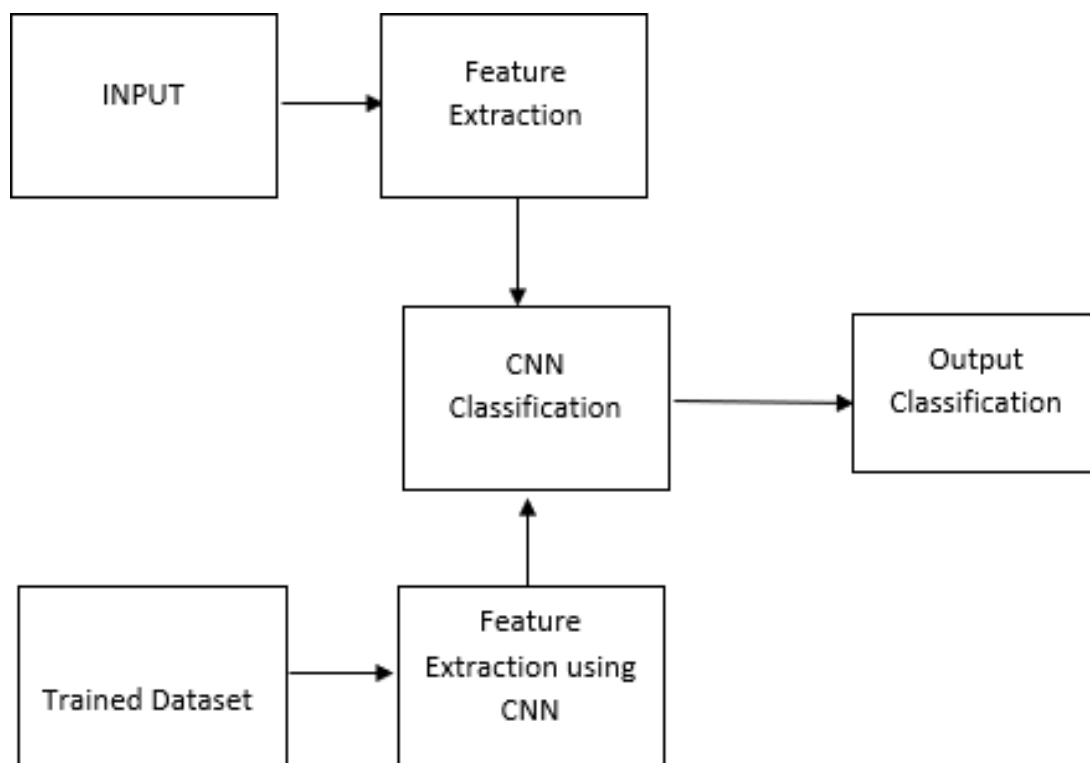 INPUT
Feature
Extraction
CNN
Classification
Output
Classification
Feature
Extraction using
CNN
Trained Dataset